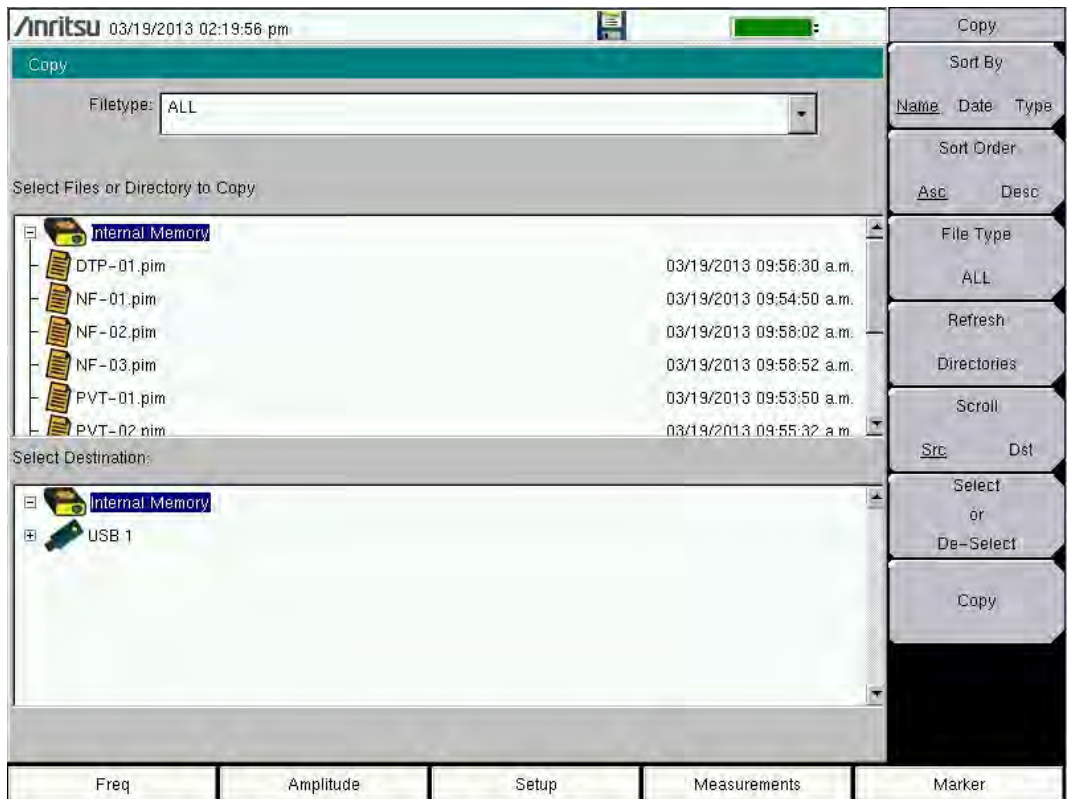 Anritsu 03/19/2013 02:19:56 pm
Copy
Filetype: ALL
Select Files or Directory to Copy
Internal Memory
DTP-01.pim 03/19/2013 09:56:30 a.m.
NF-01.pim 03/19/2013 09:54:50 a.m.
NF-02.pim 03/19/2013 09:58:02 a.m.
NF-03.pim 03/19/2013 09:58:52 a.m.
PVT-01.pim 03/19/2013 09:53:50 a.m.
PVT-02.pim 03/19/2013 09:55:32 a.m.
Select Destination:
Internal Memory
USB 1
Copy
Sort By
Name Date Type
Sort Order
Asc Desc
File Type
ALL
Refresh
Directories
Scroll
Src Dst
Select
or
De-Select
Copy
Freq Amplitude Setup Measurements Marker